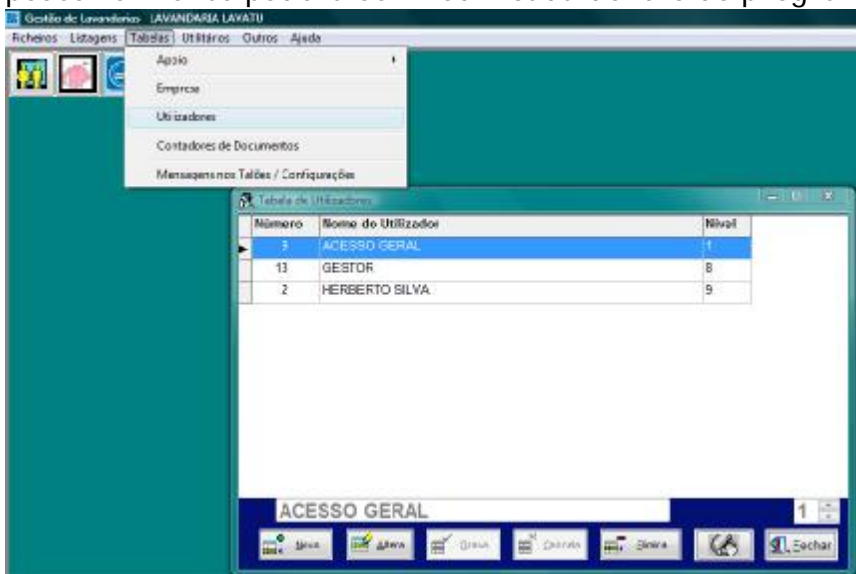 Gestão de Lavandarias LAVANDARIA LAVATU
Ficheiros Listagens Tabelas Utilitários Outros Ajuda
Apoio
Empresa
Utilizadores
Contadores de Documentos
Mensagens nos Talões / Configurações
Tabela de Utilizadores
Número Nome do Utilizador Nível
ACESSO GERAL 1
13 GESTOR 8
2 HERBERTO SILVA 9
ACESSO GERAL 1
Novo Altera Grava Cancela Elimina Fechar